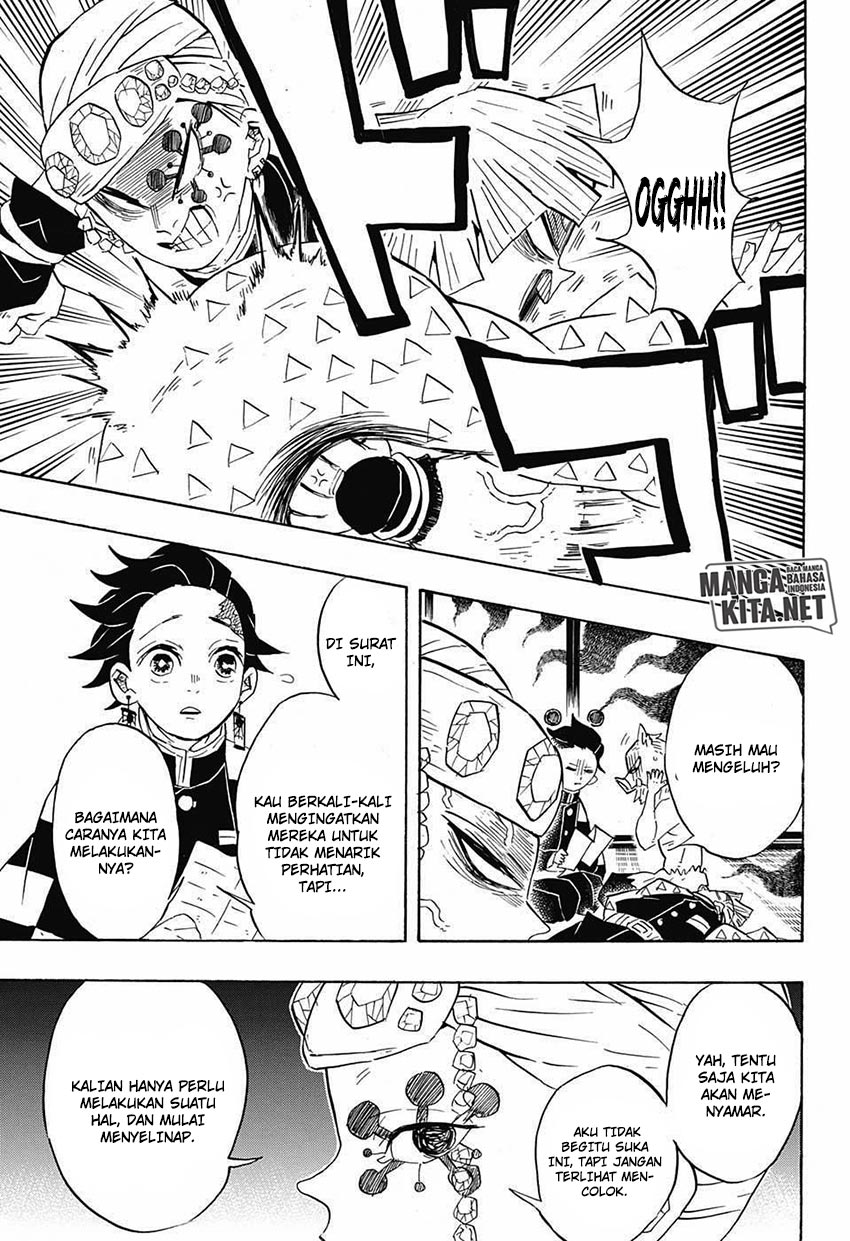 ドゴ
OGGHH!!
MANGA
KITA.NET
BACA MANGA
BAHASA
INDONESIA
MASIH MAU
MENGELUH?
DI SURAT
INI,
KAU BERKALI-KALI
MENGINGATKAN
MEREKA UNTUK
TIDAK MENARIK
PERHATIAN,
TAPI...
BAGAIMANA
CARANYA KITA
MELAKUKAN-
NYA?
YAH, TENTU
SAJA KITA
AKAN ME-
NYAMAR.
AKU TIDAK
BEGITU SUKA
INI, TAPI JANGAN
TERLIHAT MEN-
COLOK.
KALIAN HANYA PERLU
MELAKUKAN SUATU
HAL, DAN MULAI
MENYELINAP.